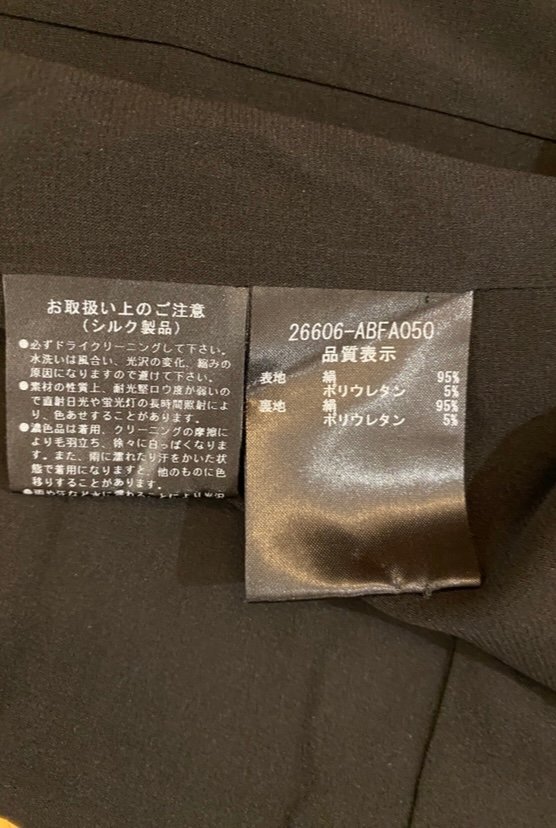 お取扱い上のご注意
（シルク製品）
●必ずドライクリーニングして下さい。
水洗いは風合い、光沢の変化、縮みの
原因になりますので避けて下さい。
●素材の性質上、耐光堅ロウ度が弱いの
で直射日光や蛍光灯の長時間照射によ
り、色あせすることがあります。
●濃色品は着用、クリーニングの摩擦に
より毛羽立ち、徐々に白っぽくなりま
す。また、雨に濡れたり汗をかいた状
態で着用になりますと、他のものに色
移りすることがあります。
26606-ABFA050
品質表示
表地 絹 95%
ポリウレタン 5%
裏地 絹 95%
ポリウレタン 5%